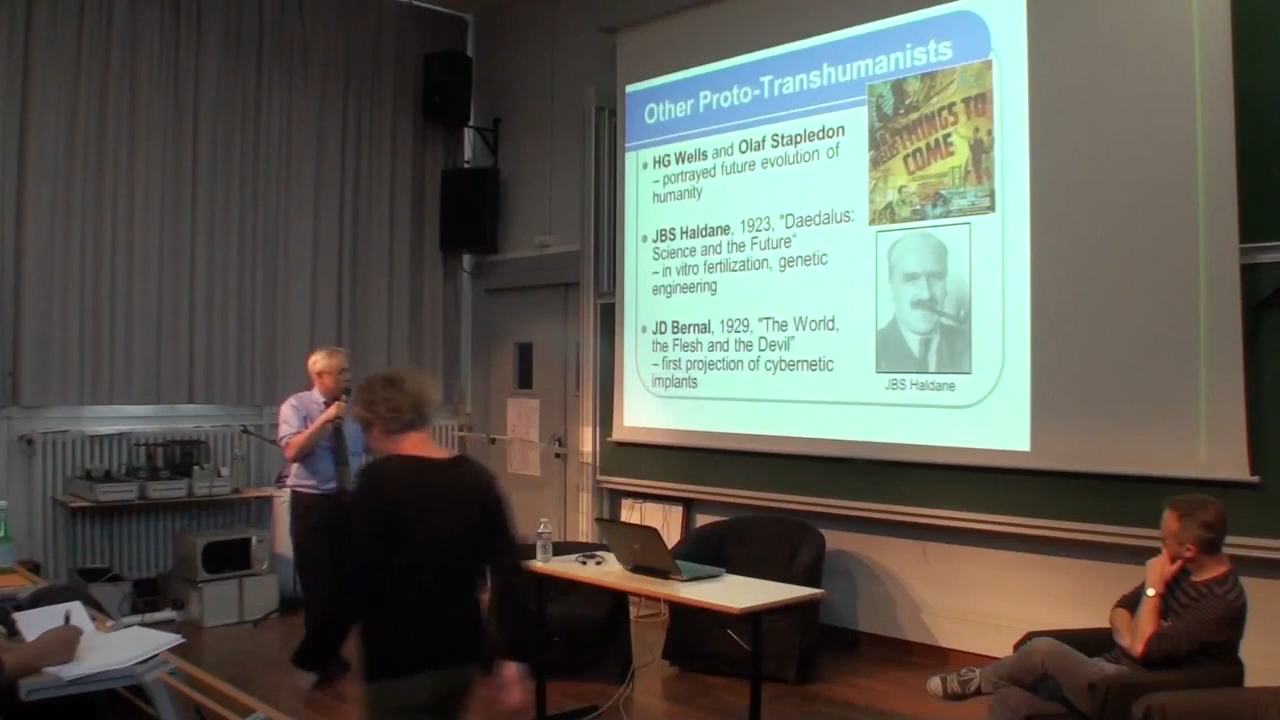 Other Proto-Transhumanists
• HG Wells and Olaf Stapledon
– portrayed future evolution of
humanity
• JBS Haldane, 1923, "Daedalus:
Science and the Future"
– in vitro fertilization, genetic
engineering
• JD Bernal, 1929, "The World,
the Flesh and the Devil"
– first projection of cybernetic
implants
WELLS THINGS TO
COME
JBS Haldane